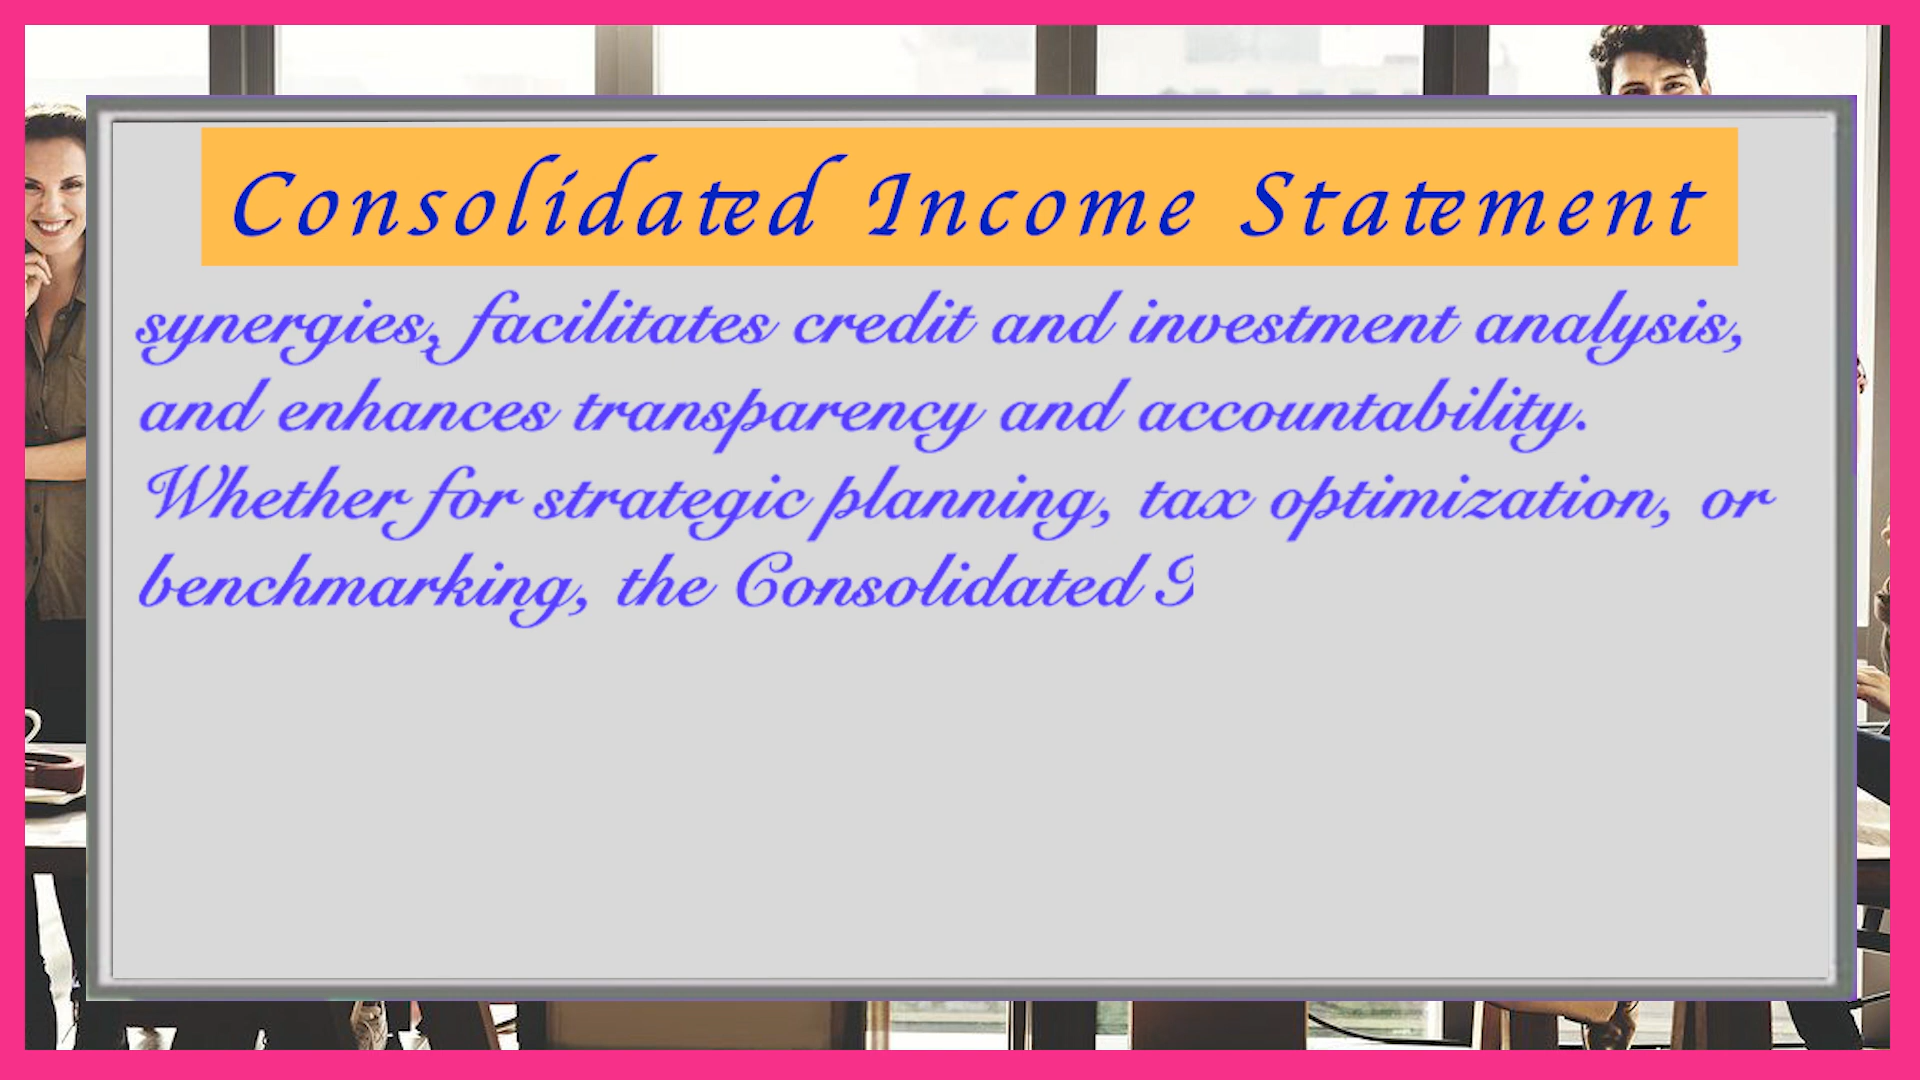 Consolidated Income Statement
synergies, facilitates credit and investment analysis,
and enhances transparency and accountability.
Whether for strategic planning, tax optimization, or
benchmarking, the Consolidated